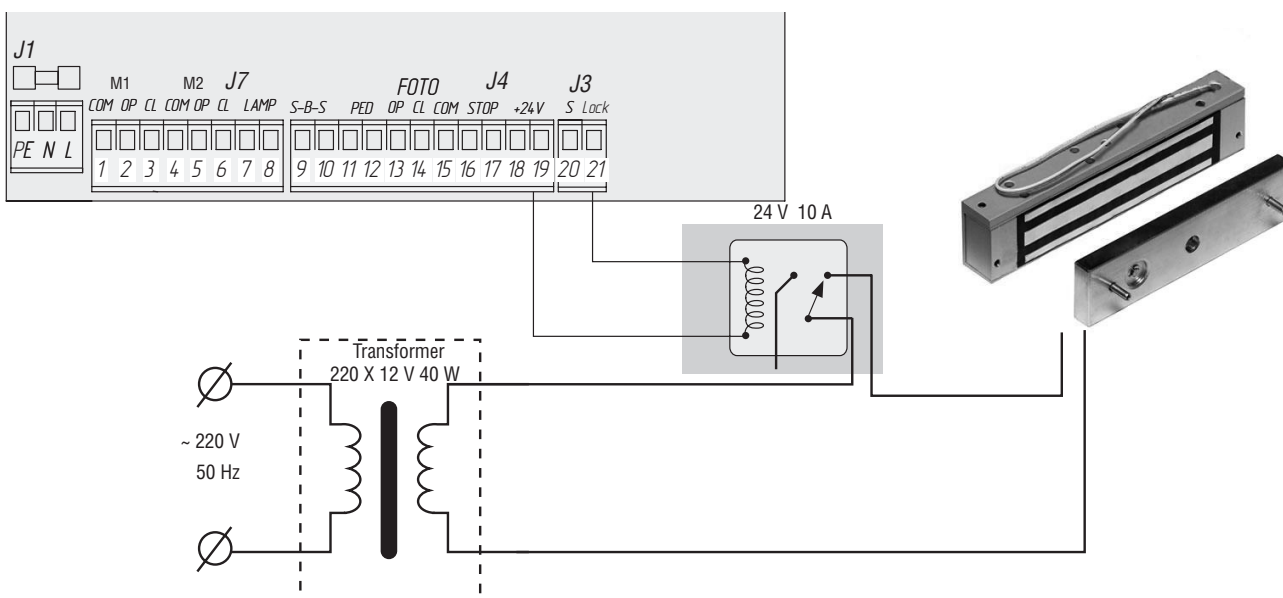 J1
M1 M2 J7 FOTO J4 J3
COM OP CL COM OP CL LAMP S-B-S PED OP CL COM STOP +24V S Lock
PE N L 1 2 3 4 5 6 7 8 9 10 11 12 13 14 15 16 17 18 19 20 21
24 V 10 A
Transformer
220 X 12 V 40 W
~ 220 V
50 Hz